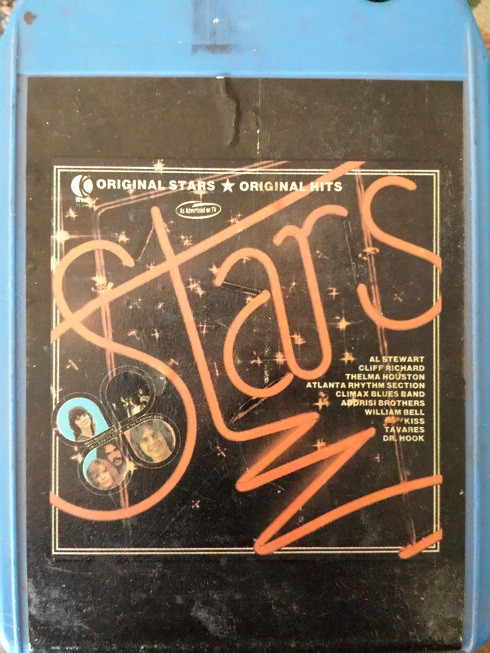 K
ORIGINAL STARS ★ ORIGINAL HITS
As Advertised on TV
Stars
AL STEWART
CLIFF RICHARD
THELMA HOUSTON
ATLANTA RHYTHM SECTION
CLIMAX BLUES BAND
ADDRISI BROTHERS
WILLIAM BELL
KISS
TAVARES
DR. HOOK